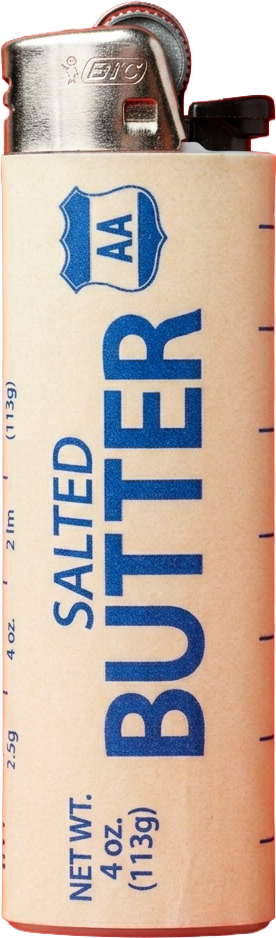 BIC
AA
SALTED
BUTTER
NET WT.
4 oz.
(113g)
2.5g
4 oz.
2 lm
(113g)